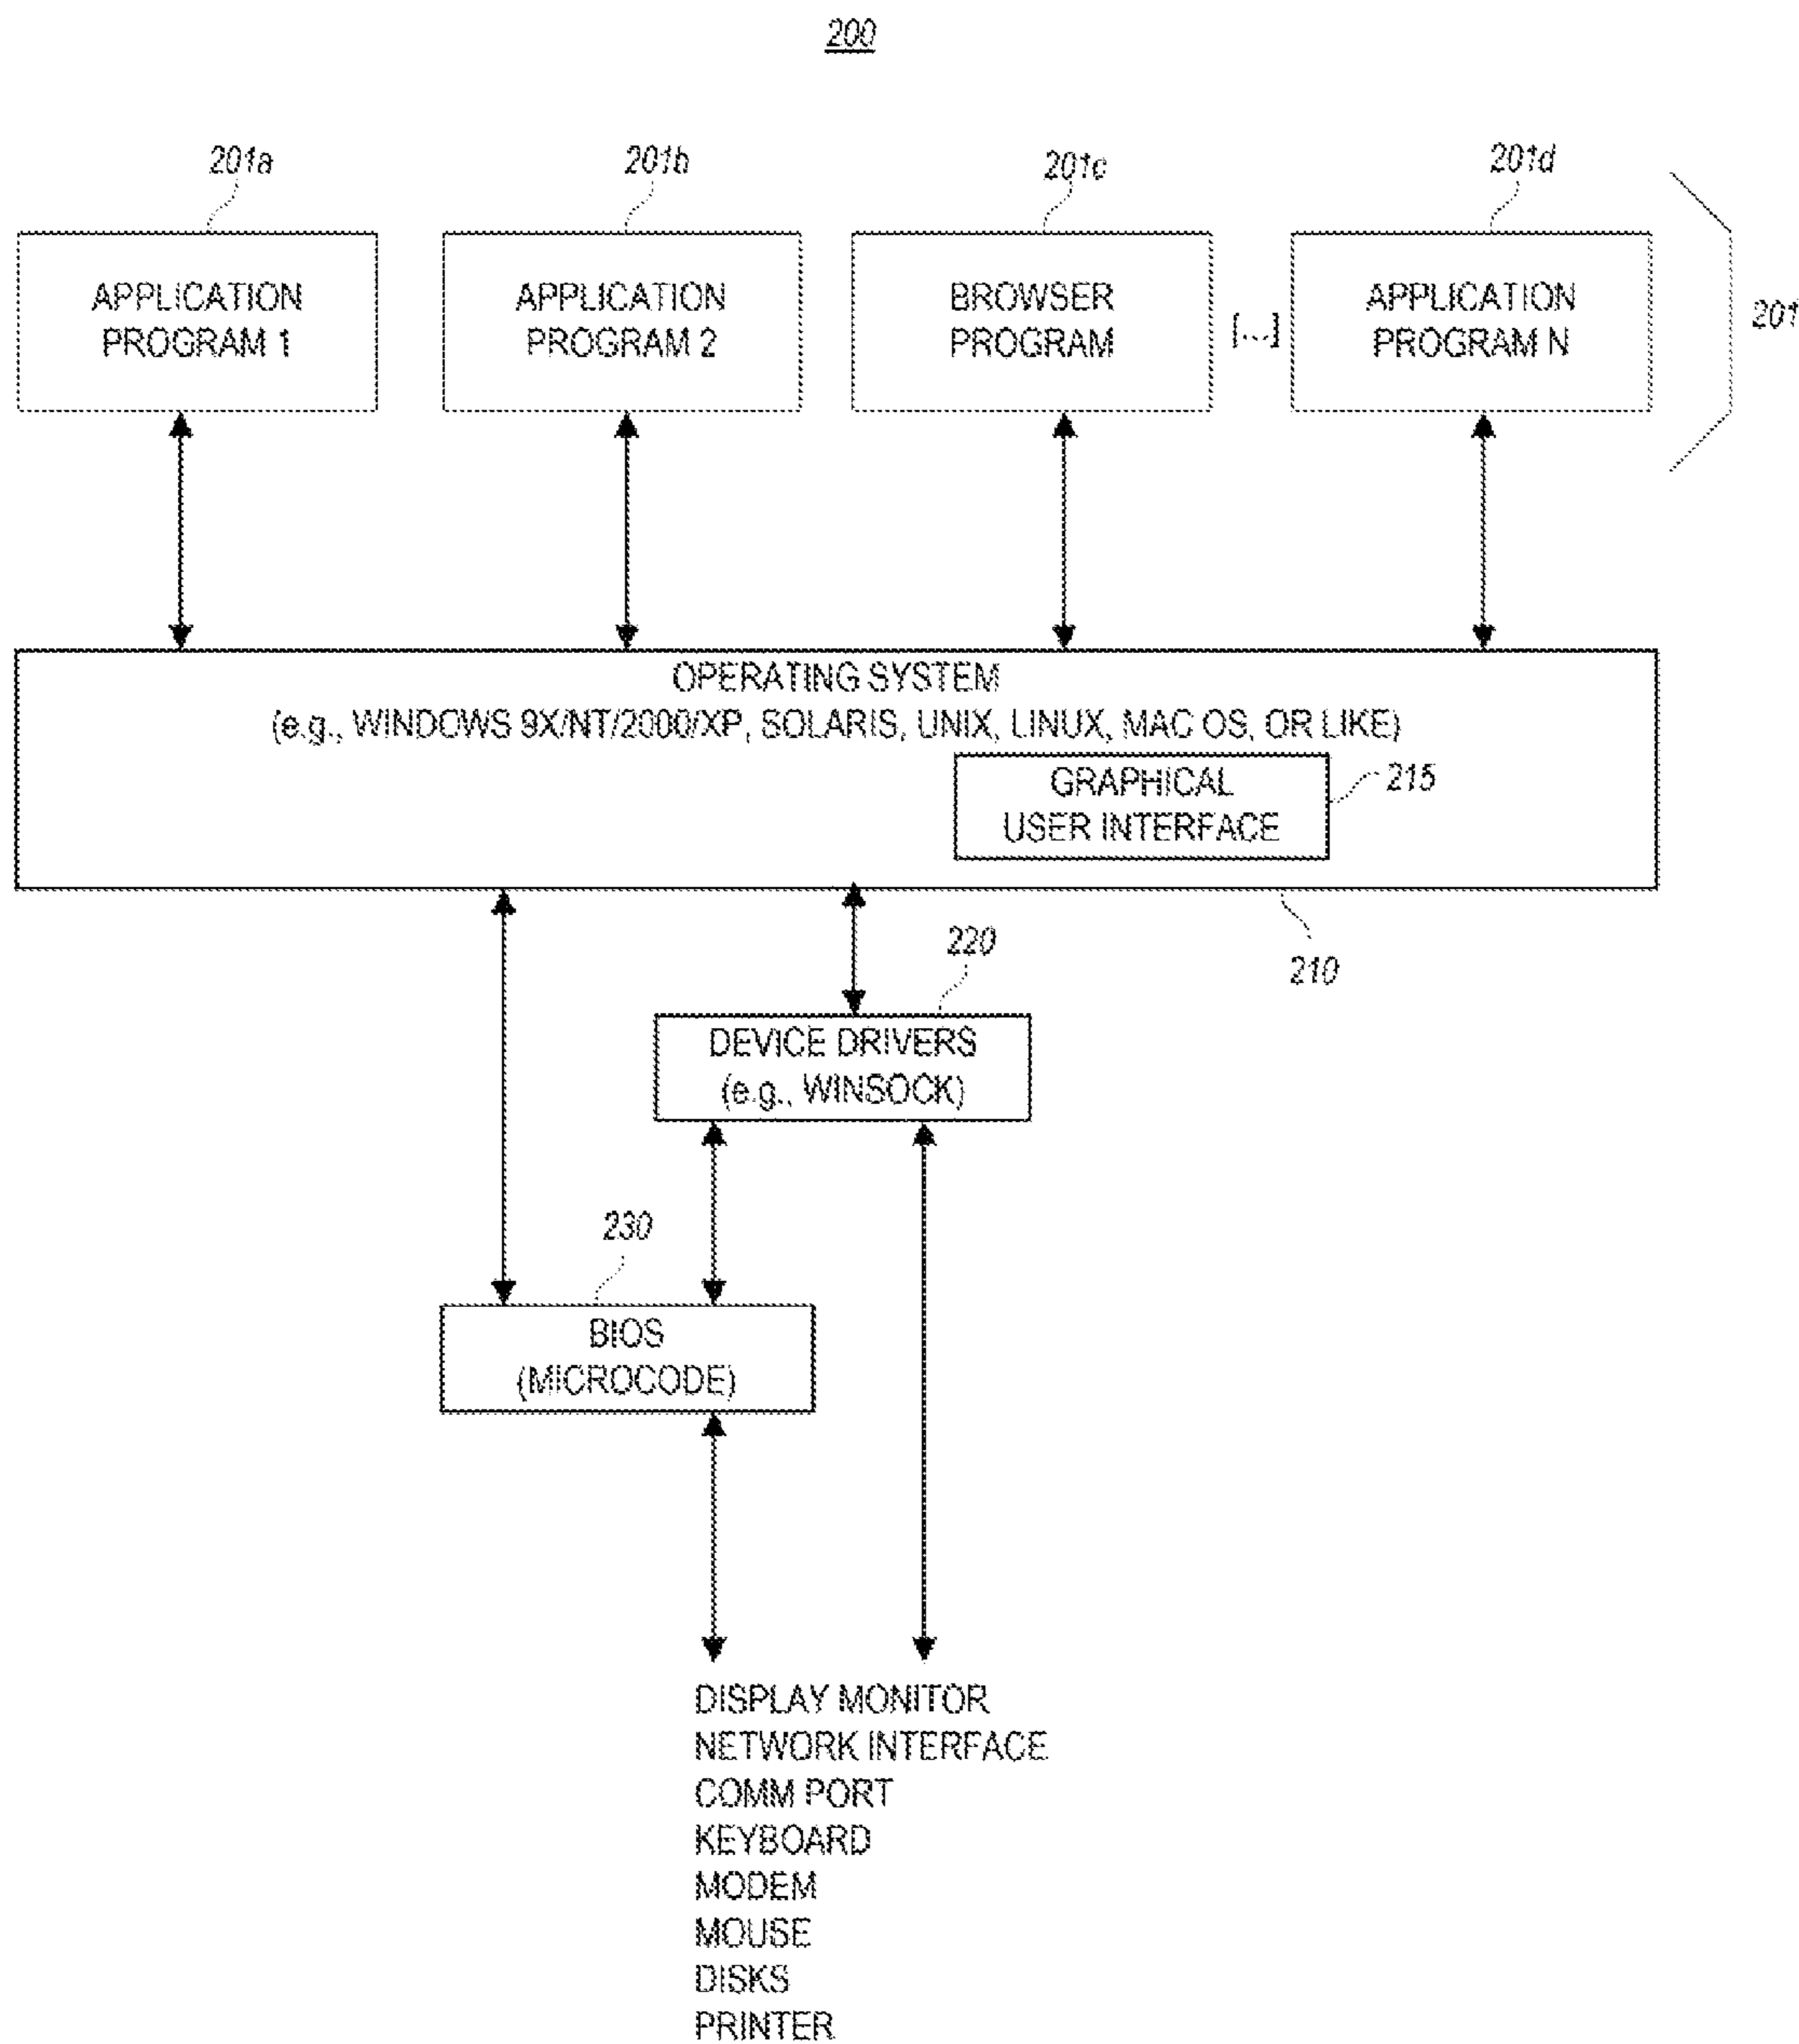 200
201a
201b
201c
201d
APPLICATION
PROGRAM 1
APPLICATION
PROGRAM 2
BROWSER
PROGRAM
[...]
APPLICATION
PROGRAM N
201
OPERATING SYSTEM
(e.g., WINDOWS 9X/NT/2000/XP, SOLARIS, UNIX, LINUX, MAC OS, OR LIKE)
GRAPHICAL
USER INTERFACE
215
220
210
DEVICE DRIVERS
(e.g., WINSOCK)
230
BIOS
(MICROCODE)
DISPLAY MONITOR
NETWORK INTERFACE
COMM PORT
KEYBOARD
MODEM
MOUSE
DISKS
PRINTER